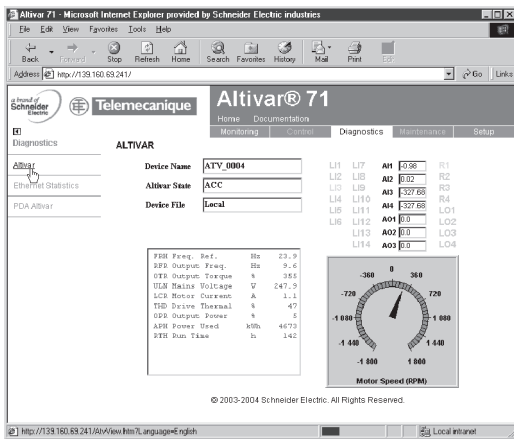 Altivar 71 - Microsoft Internet Explorer provided by Schneider Electric industries
File Edit View Favorites Tools Help
Back Forward Stop Refresh Home Search Favorites History Mail Print Edit
Address http://139.160.69.241/ Go Links
a brand of
Schneider Electric
Telemecanique
Altivar® 71
Home Documentation
Monitoring Control Diagnostics Maintenance Setup
Diagnostics
Altivar
Ethernet Statistics
PDA Altivar
ALTIVAR
Device Name ATV_0004
Altivar State ACC
Device File Local
LI1 LI7 AI1 -0.98 R1
LI2 LI8 AI2 0.02 R2
LI3 LI9 AI3 -327.68 R3
LI4 LI10 AI4 -327.68 R4
LI5 LI11 AO1 0.0 LO1
LI6 LI12 AO1 0.0 LO2
LI13 AO2 0.0 LO3
LI14 AO3 0.0 LO4
FRH Freq. Ref. Hz 23.9
RFR Output Freq. Hz 9.6
OTR Output Torque % 355
ULN Mains Voltage V 247.9
LCR Motor Current A 1.1
THD Drive Thermal % 47
OPR Output Power % 5
APH Power Used kWh 4673
RTH Run Time h 142
-360 0 360
-720 720
-1 080 1 080
-1 440 1 440
-1 800 1 800
Motor Speed (RPM)
© 2003-2004 Schneider Electric. All Rights Reserved.
http://139.160.69.241/AtvView.htm?Language=English Local intranet